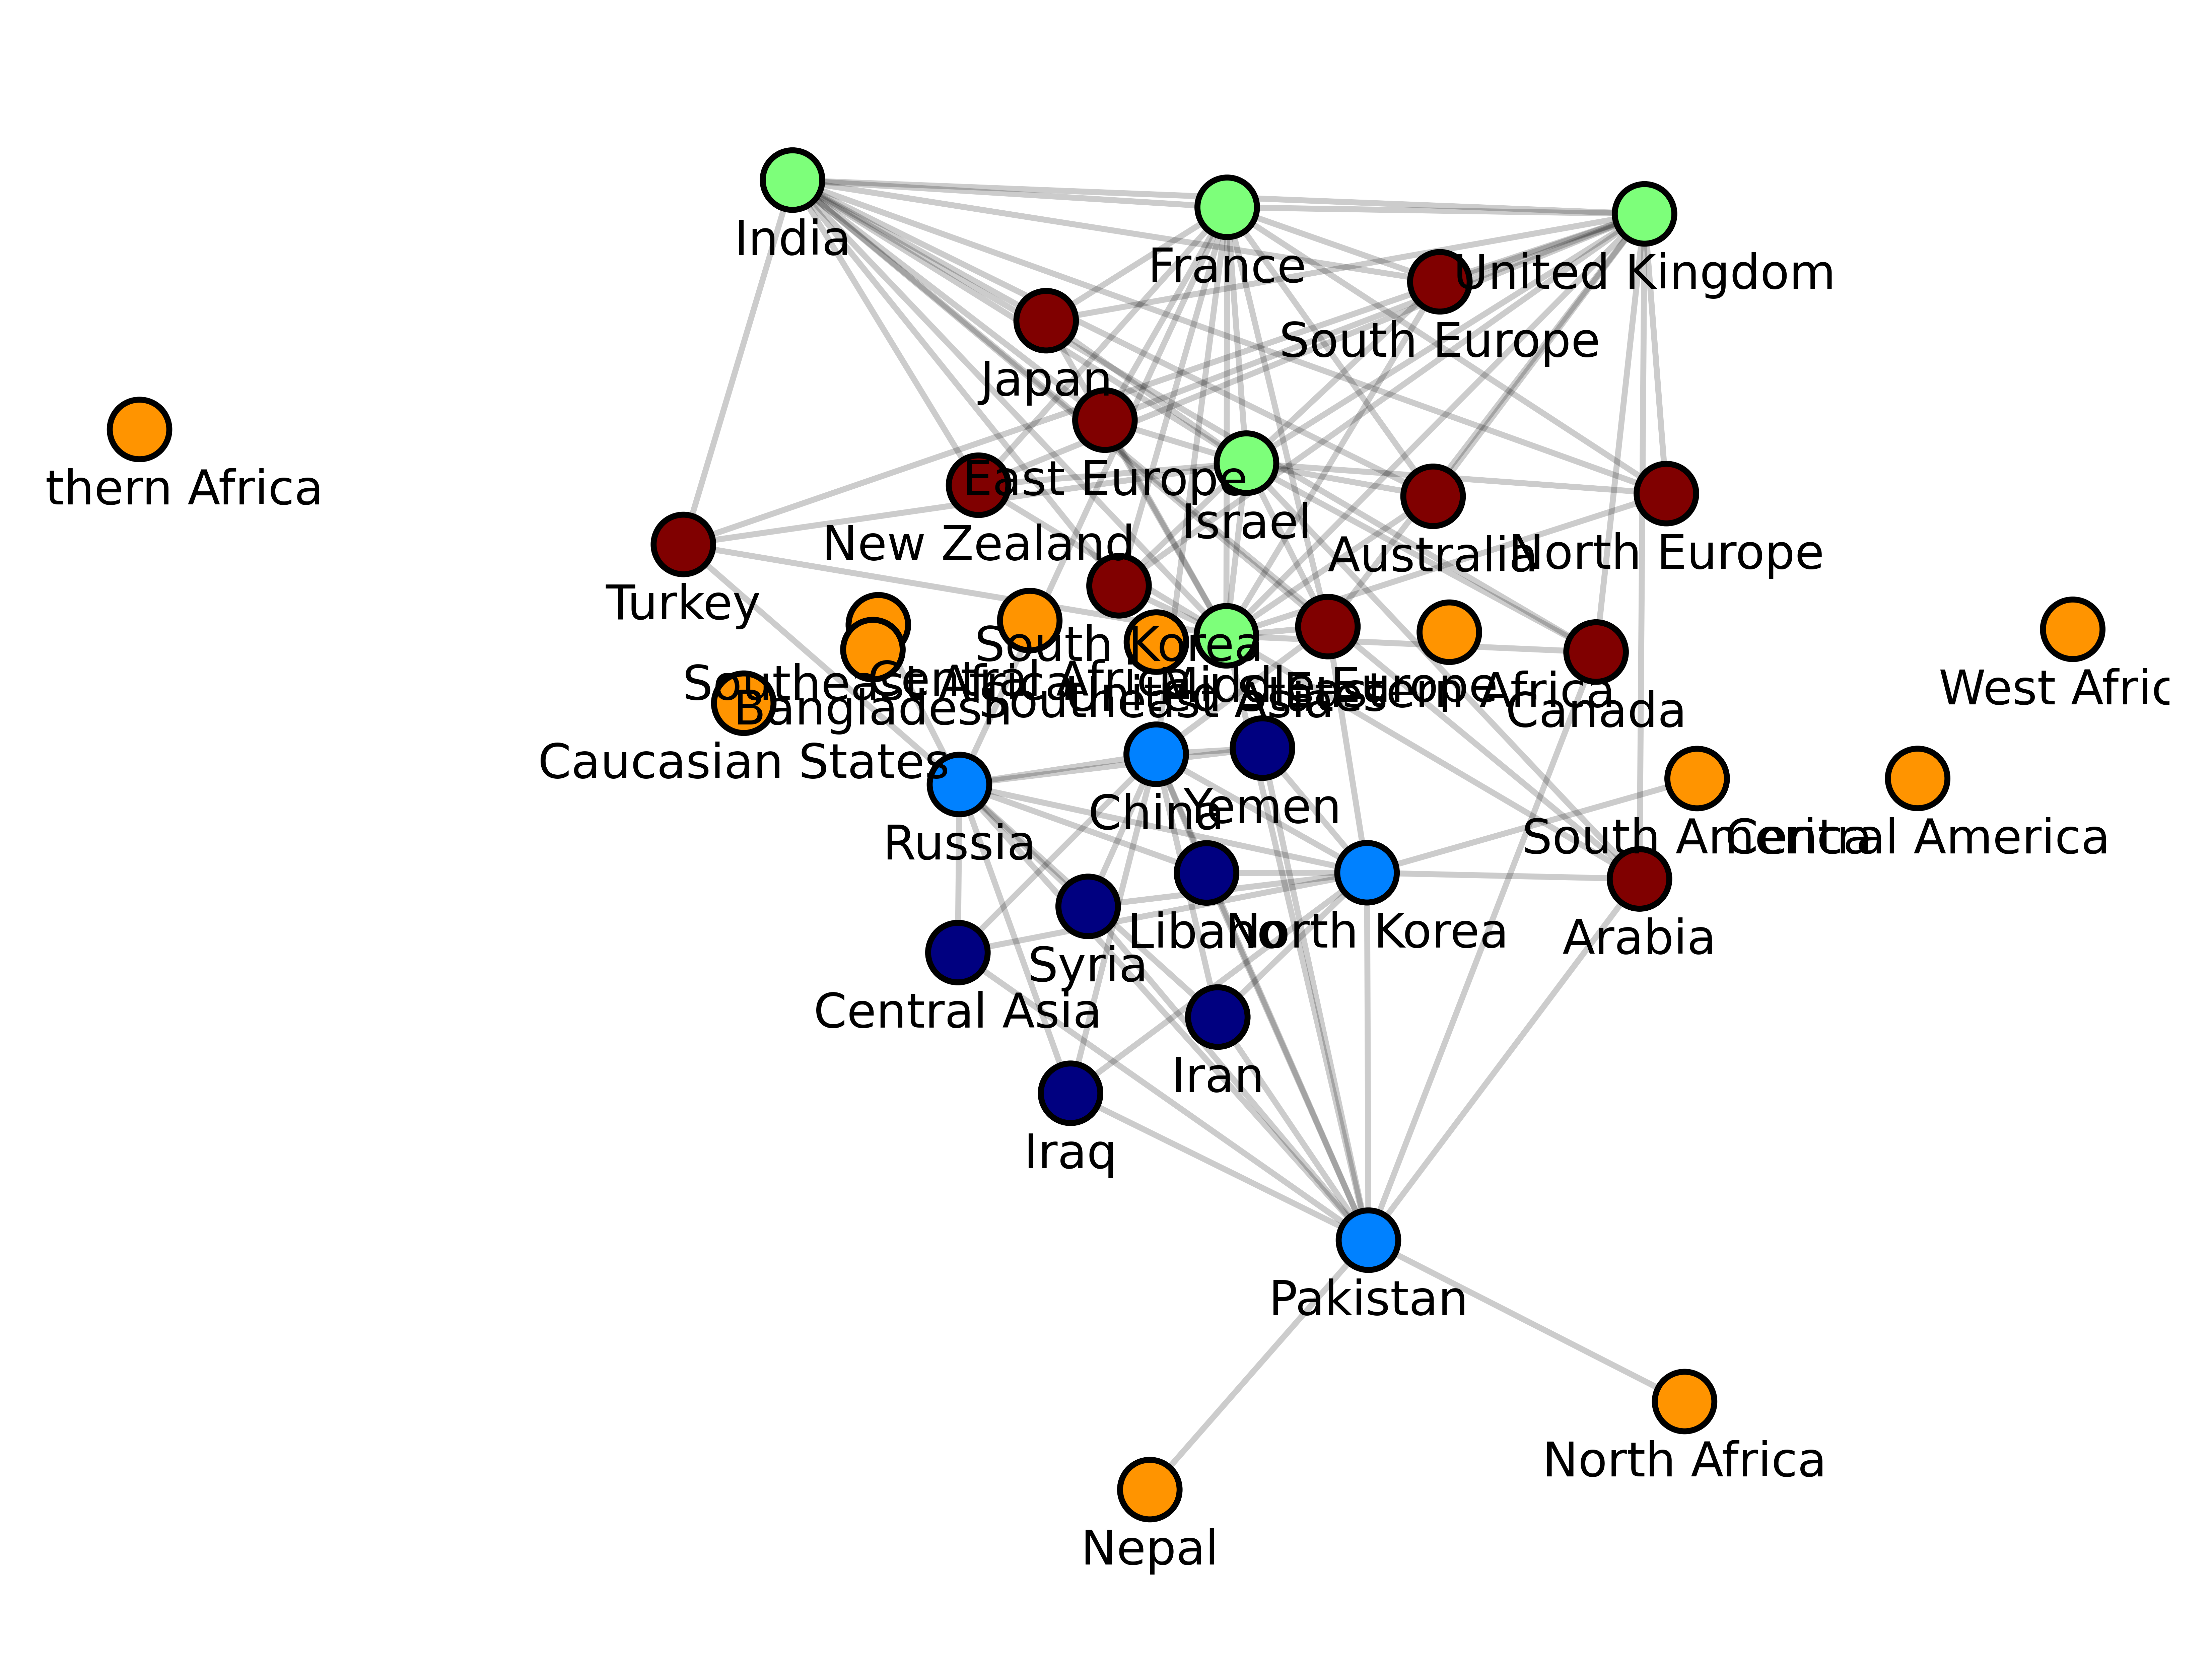 India
France
United Kingdom
South Europe
Japan
East Europe
thern Africa
Israel
New Zealand
Australia
North Europe
Turkey
South Korea
Southeast Africa
Central Africa
Middle Europe
Eastern Africa
West Afric
Bangladesh
Southeast Asia
United States
Canada
Caucasian States
China
Yemen
Russia
South America
Central America
Libano
North Korea
Arabia
Syria
Central Asia
Iran
Iraq
Pakistan
North Africa
Nepal